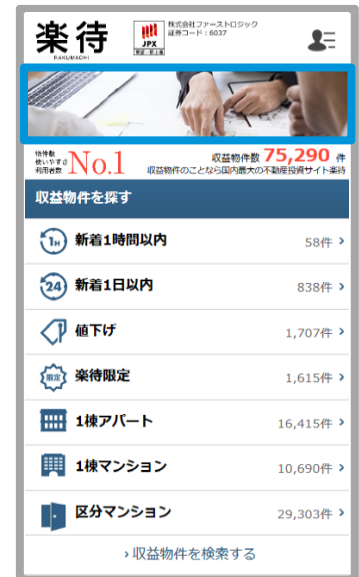 楽待
RAKUMACHI
JPX
株式会社ファーストロジック
証券コード：6037
物件数
使いやすさ
利用者数
No.1
収益物件数 75,290 件
収益物件のことなら国内最大の不動産投資サイト楽待
収益物件を探す
1H 新着1時間以内 58件 ›
24 新着1日以内 838件 ›
値下げ 1,707件 ›
限定 楽待限定 1,615件 ›
1棟アパート 16,415件 ›
1棟マンション 10,690件 ›
区分マンション 29,303件 ›
› 収益物件を検索する